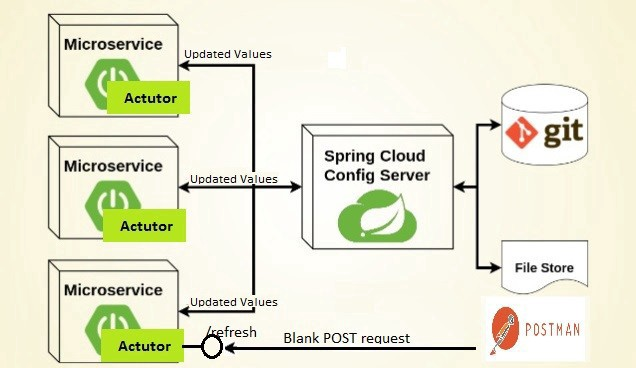 Microservice
Actutor
Updated Values
Microservice
Actutor
Updated Values
Microservice
Actutor
Updated Values
Spring Cloud
Config Server
git
File Store
/refresh
Blank POST request
POSTMAN